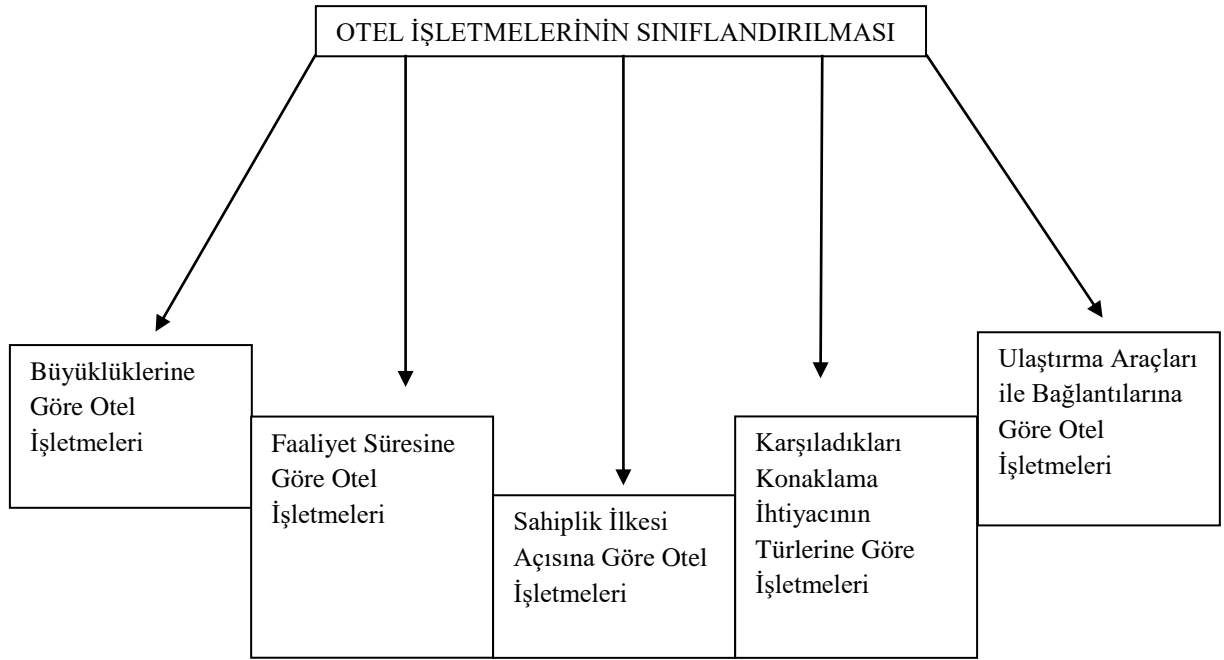 OTEL İŞLETMELERİNİN SINIFLANDIRILMASI
Büyüklüklerine
Göre Otel
İşletmeleri
Faaliyet Süresine
Göre Otel
İşletmeleri
Sahiplik İlkesi
Açısına Göre Otel
İşletmeleri
Karşıladıkları
Konaklama
İhtiyacının
Türlerine Göre
İşletmeleri
Ulaştırma Araçları
ile Bağlantılarına
Göre Otel
İşletmeleri